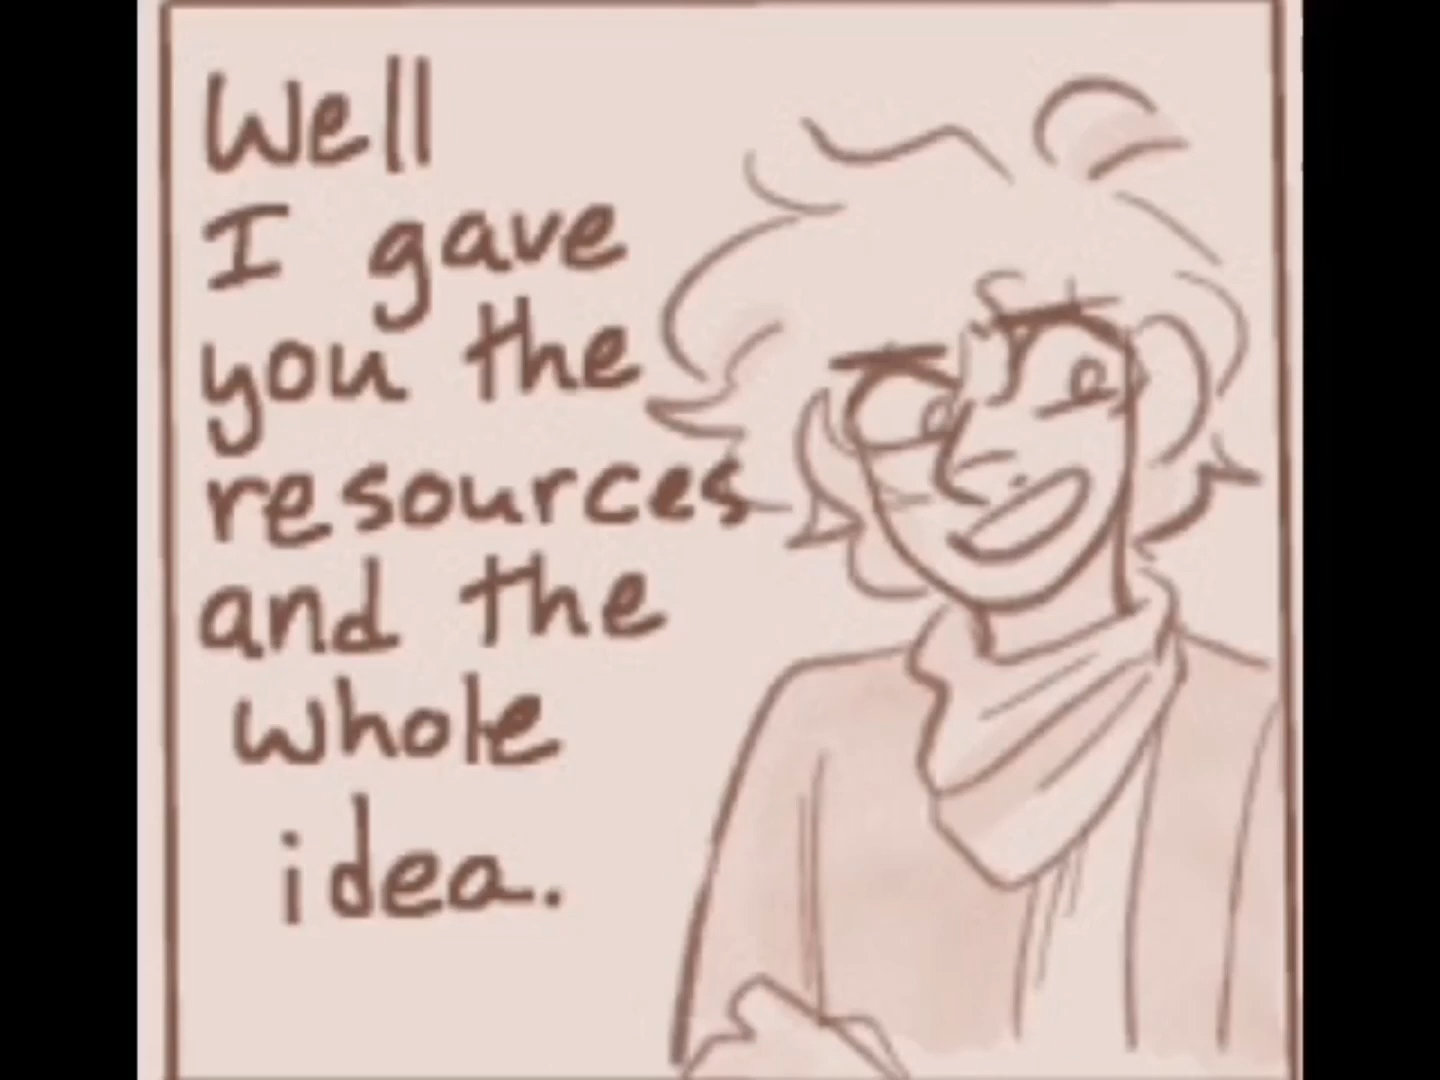 Well
I gave
you the
resources
and the
whole
idea.